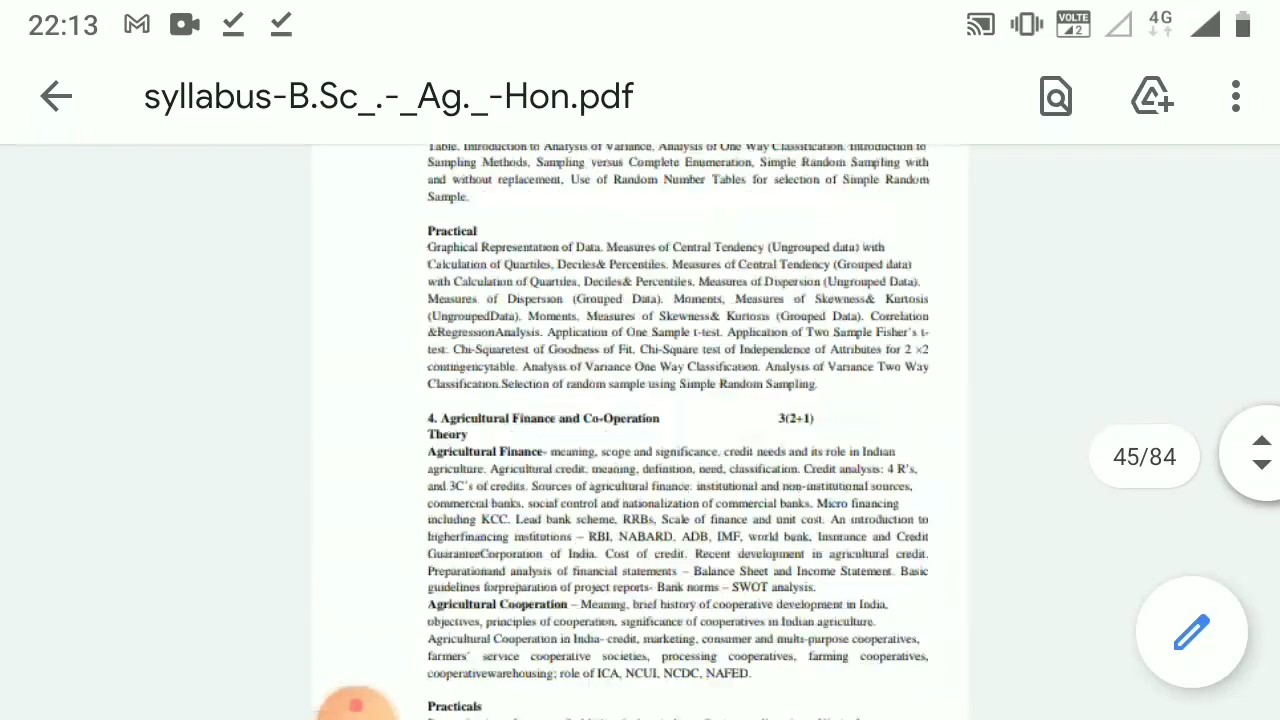 22:13
VOLTE 2 4G
syllabus-B.Sc_.-_Ag._-Hon.pdf
Table. Introduction to Analysis of Variance, Analysis of One Way Classification. Introduction to
Sampling Methods, Sampling versus Complete Enumeration, Simple Random Sampling with
and without replacement, Use of Random Number Tables for selection of Simple Random
Sample.
Practical
Graphical Representation of Data. Measures of Central Tendency (Ungrouped data) with
Calculation of Quartiles, Deciles& Percentiles. Measures of Central Tendency (Grouped data)
with Calculation of Quartiles, Deciles& Percentiles. Measures of Dispersion (Ungrouped Data).
Measures of Dispersion (Grouped Data). Moments, Measures of Skewness& Kurtosis
(UngroupedData). Moments, Measures of Skewness& Kurtosis (Grouped Data). Correlation
&RegressionAnalysis. Application of One Sample t-test. Application of Two Sample Fisher's t-
test. Chi-Squaretest of Goodness of Fit. Chi-Square test of Independence of Attributes for 2 ×2
contingencytable. Analysis of Variance One Way Classification. Analysis of Variance Two Way
Classification.Selection of random sample using Simple Random Sampling.
4. Agricultural Finance and Co-Operation 3(2+1)
Theory
Agricultural Finance- meaning, scope and significance, credit needs and its role in Indian
agriculture. Agricultural credit: meaning, definition, need, classification. Credit analysis: 4 R's,
and 3C's of credits. Sources of agricultural finance: institutional and non-institutional sources,
commercial banks, social control and nationalization of commercial banks. Micro financing
including KCC. Lead bank scheme, RRBs, Scale of finance and unit cost. An introduction to
higherfinancing institutions – RBI, NABARD, ADB, IMF, world bank, Insurance and Credit
GuaranteeCorporation of India. Cost of credit. Recent development in agricultural credit.
Preparationand analysis of financial statements – Balance Sheet and Income Statement. Basic
guidelines forpreparation of project reports- Bank norms – SWOT analysis.
Agricultural Cooperation – Meaning, brief history of cooperative development in India,
objectives, principles of cooperation, significance of cooperatives in Indian agriculture.
Agricultural Cooperation in India- credit, marketing, consumer and multi-purpose cooperatives,
farmers' service cooperative societies, processing cooperatives, farming cooperatives,
cooperativewarehousing; role of ICA, NCUI, NCDC, NAFED.
Practicals
45/84